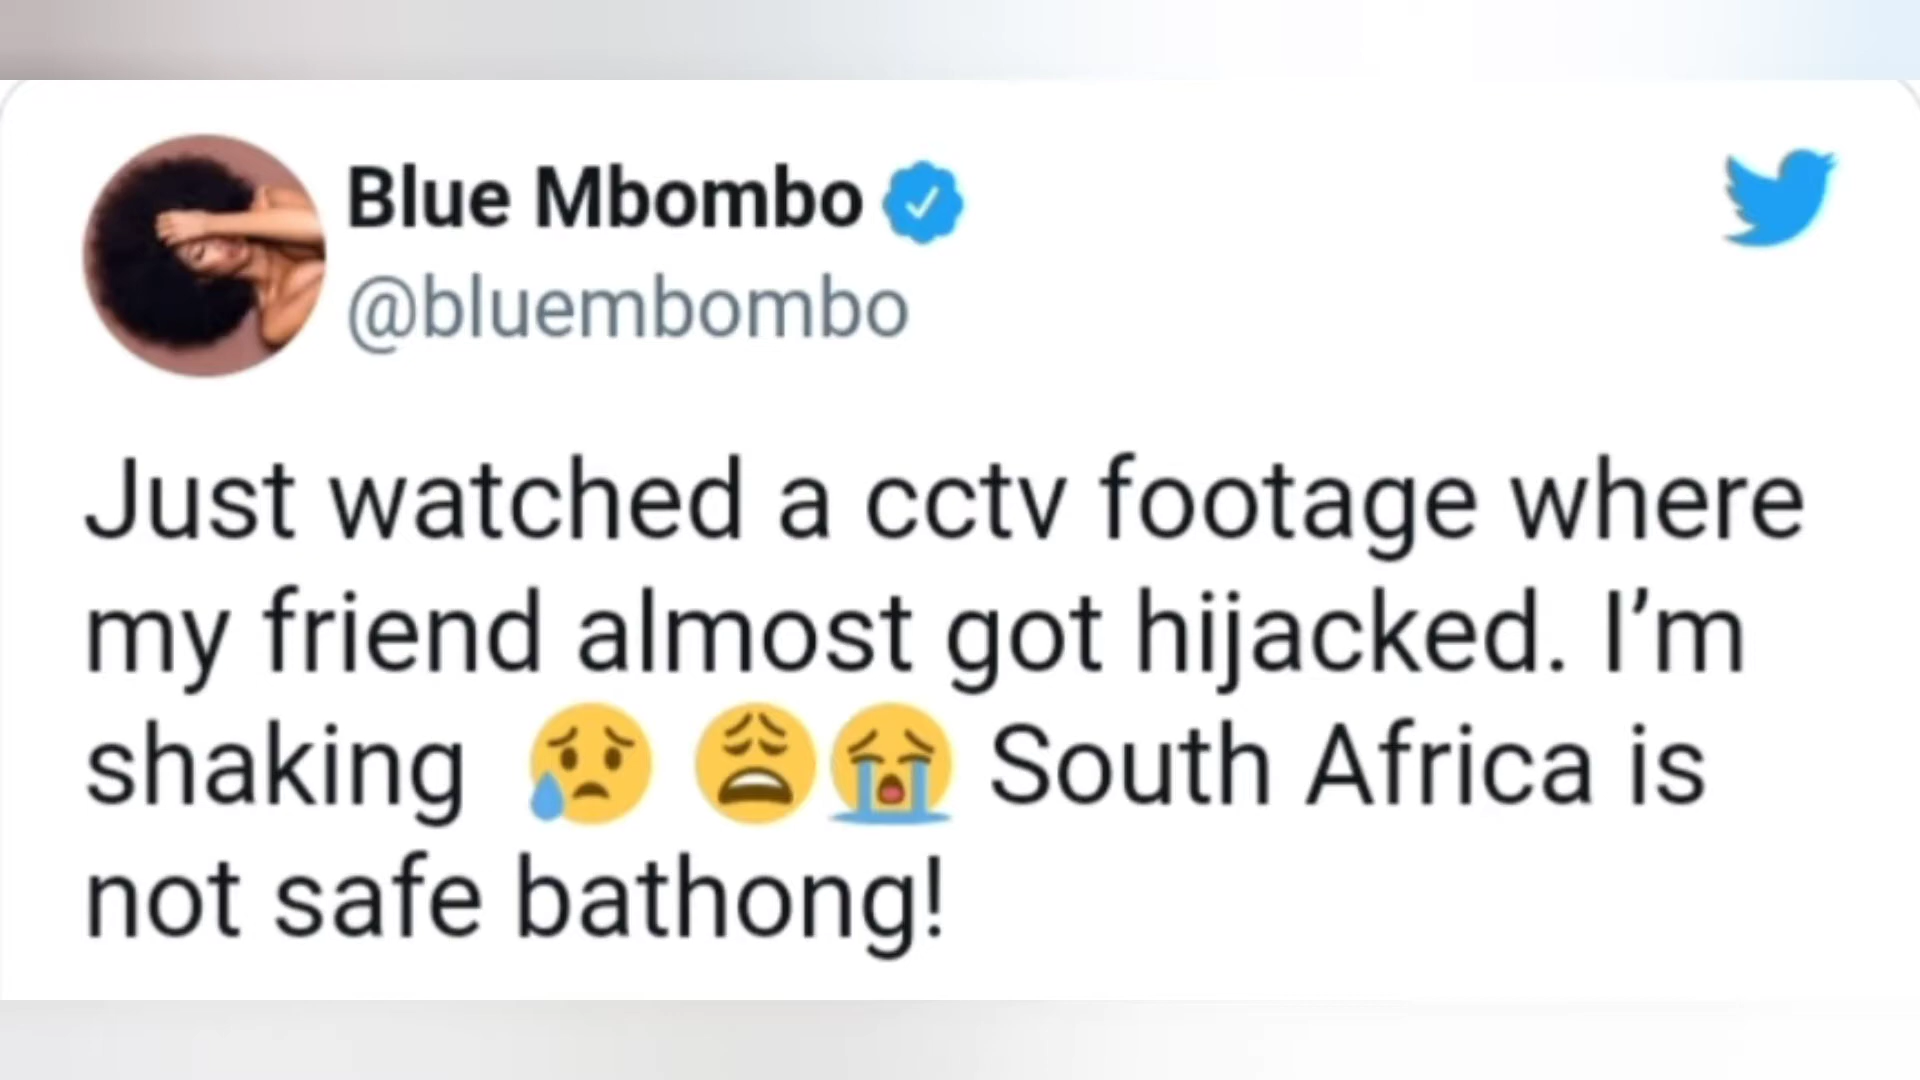 Blue Mbombo
@bluembombo
Just watched a cctv footage where
my friend almost got hijacked. I’m
shaking 😥 😩😭 South Africa is
not safe bathong!